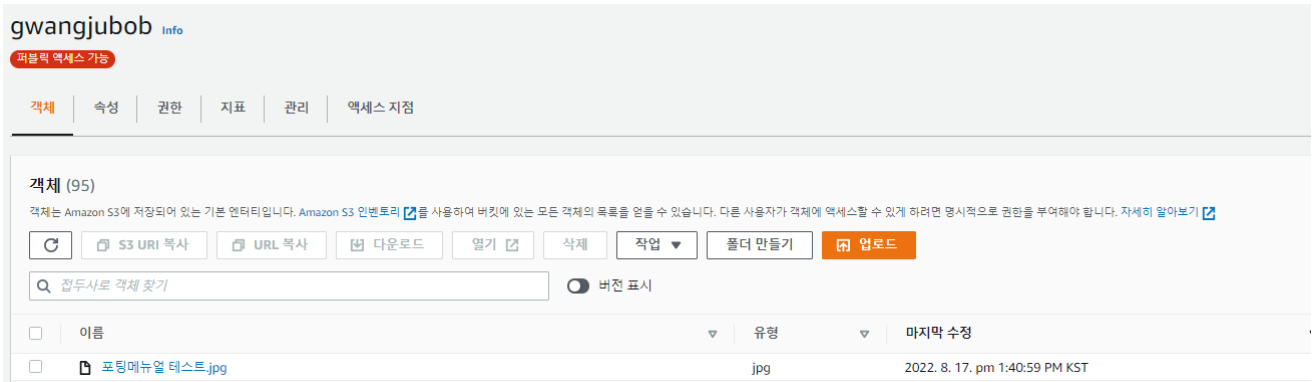 gwangjubob Info
퍼블릭 액세스 가능
객체 속성 권한 지표 관리 액세스 지점
객체 (95)
객체는 Amazon S3에 저장되어 있는 기본 엔터티입니다. Amazon S3 인벤토리를 사용하여 버킷에 있는 모든 객체의 목록을 얻을 수 있습니다. 다른 사용자가 객체에 액세스할 수 있게 하려면 명시적으로 권한을 부여해야 합니다. 자세히 알아보기
S3 URI 복사 URL 복사 다운로드 열기 삭제 작업 폴더 만들기 업로드
접두사로 객체 찾기 버전 표시
이름 유형 마지막 수정
포팅메뉴얼 테스트.jpg jpg 2022. 8. 17. pm 1:40:59 PM KST